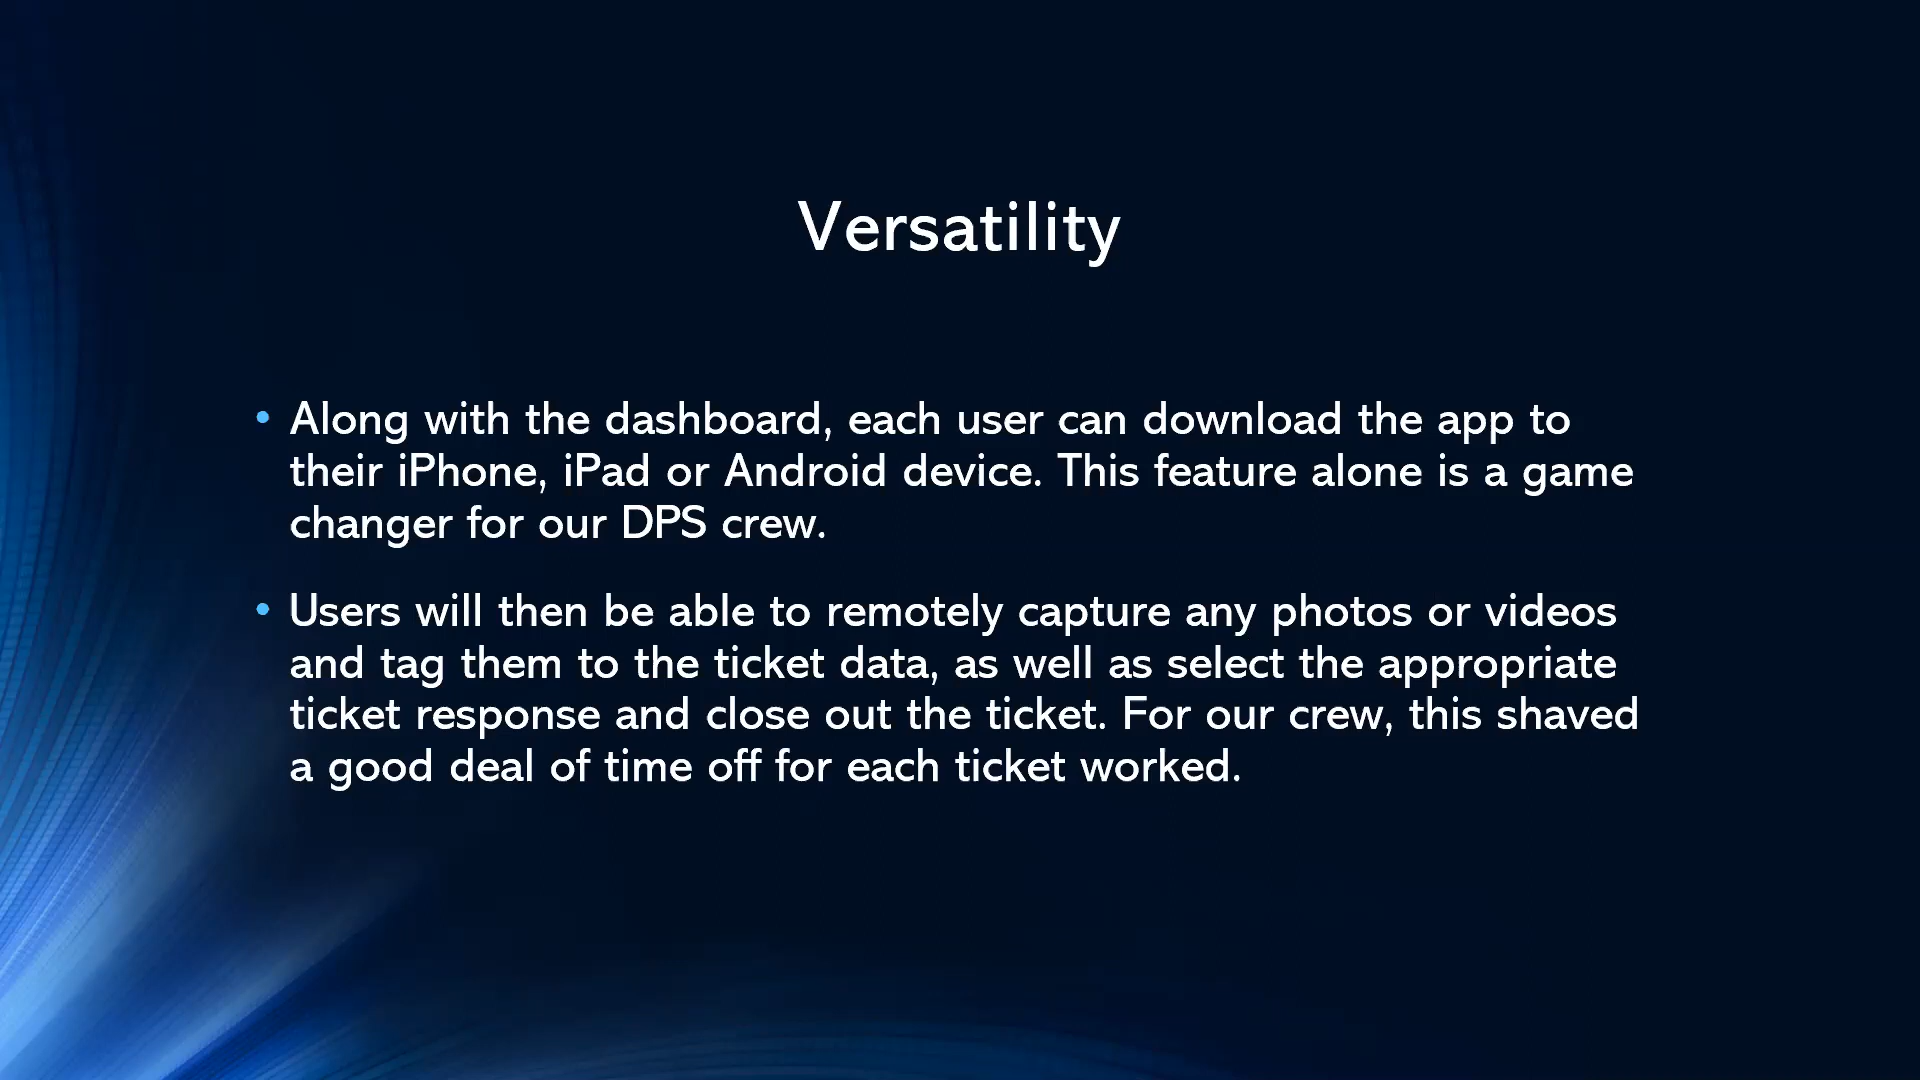 Versatility
• Along with the dashboard, each user can download the app to
their iPhone, iPad or Android device. This feature alone is a game
changer for our DPS crew.
• Users will then be able to remotely capture any photos or videos
and tag them to the ticket data, as well as select the appropriate
ticket response and close out the ticket. For our crew, this shaved
a good deal of time off for each ticket worked.